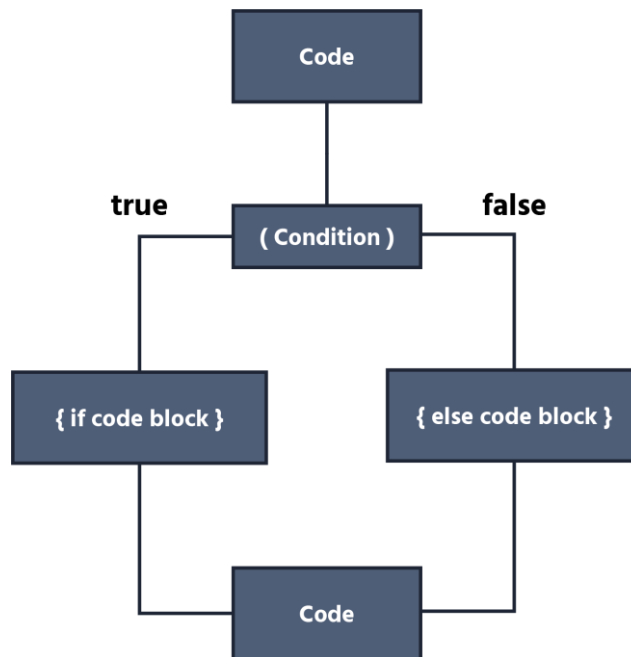 Code
true
false
( Condition )
{ if code block }
{ else code block }
Code